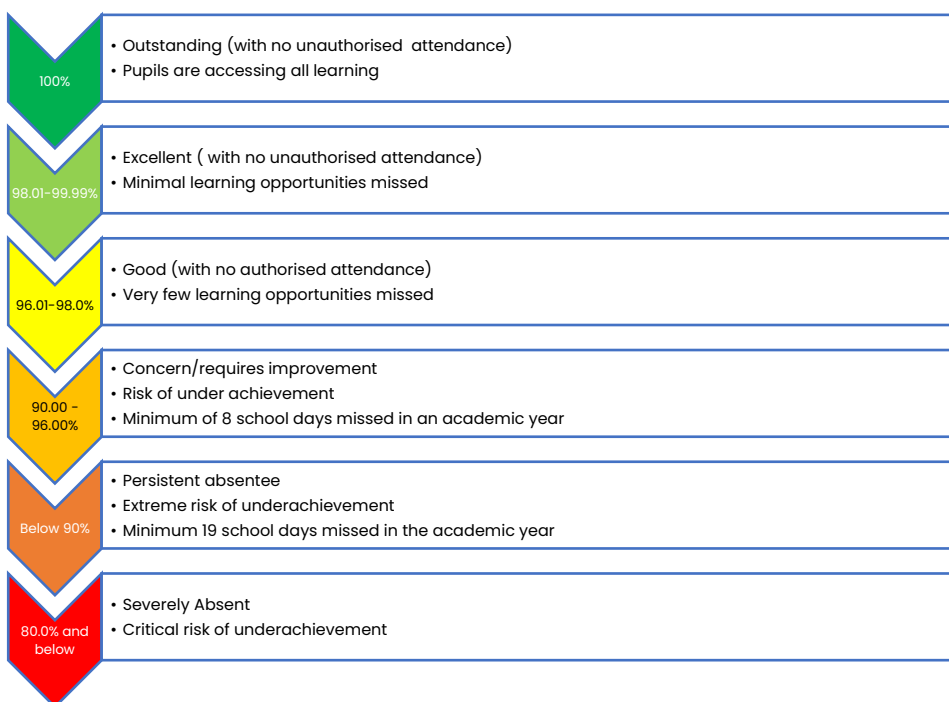 100%
• Outstanding (with no unauthorised  attendance)
• Pupils are accessing all learning
98.01-99.99%
• Excellent ( with no unauthorised attendance)
• Minimal learning opportunities missed
96.01-98.0%
• Good (with no authorised attendance)
• Very few learning opportunities missed
90.00 -
96.00%
• Concern/requires improvement
• Risk of under achievement
• Minimum of 8 school days missed in an academic year
Below 90%
• Persistent absentee
• Extreme risk of underachievement
• Minimum 19 school days missed in the academic year
80.0% and
below
• Severely Absent
• Critical risk of underachievement